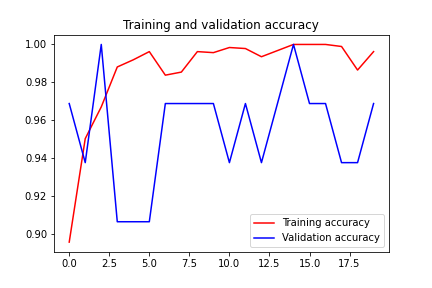 Training and validation accuracy
1.00
0.98
0.96
0.94
0.92
0.90
Training accuracy
Validation accuracy
0.0 2.5 5.0 7.5 10.0 12.5 15.0 17.5